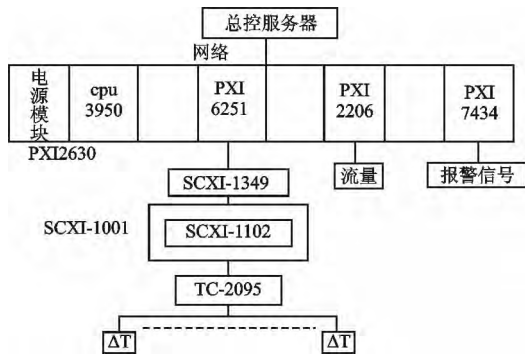 总控服务器
网络
电源模块
cpu
3950
PXI
6251
PXI
2206
PXI
7434
PXI2630
SCXI-1349
流量
报警信号
SCXI-1001
SCXI-1102
TC-2095
ΔT
ΔT